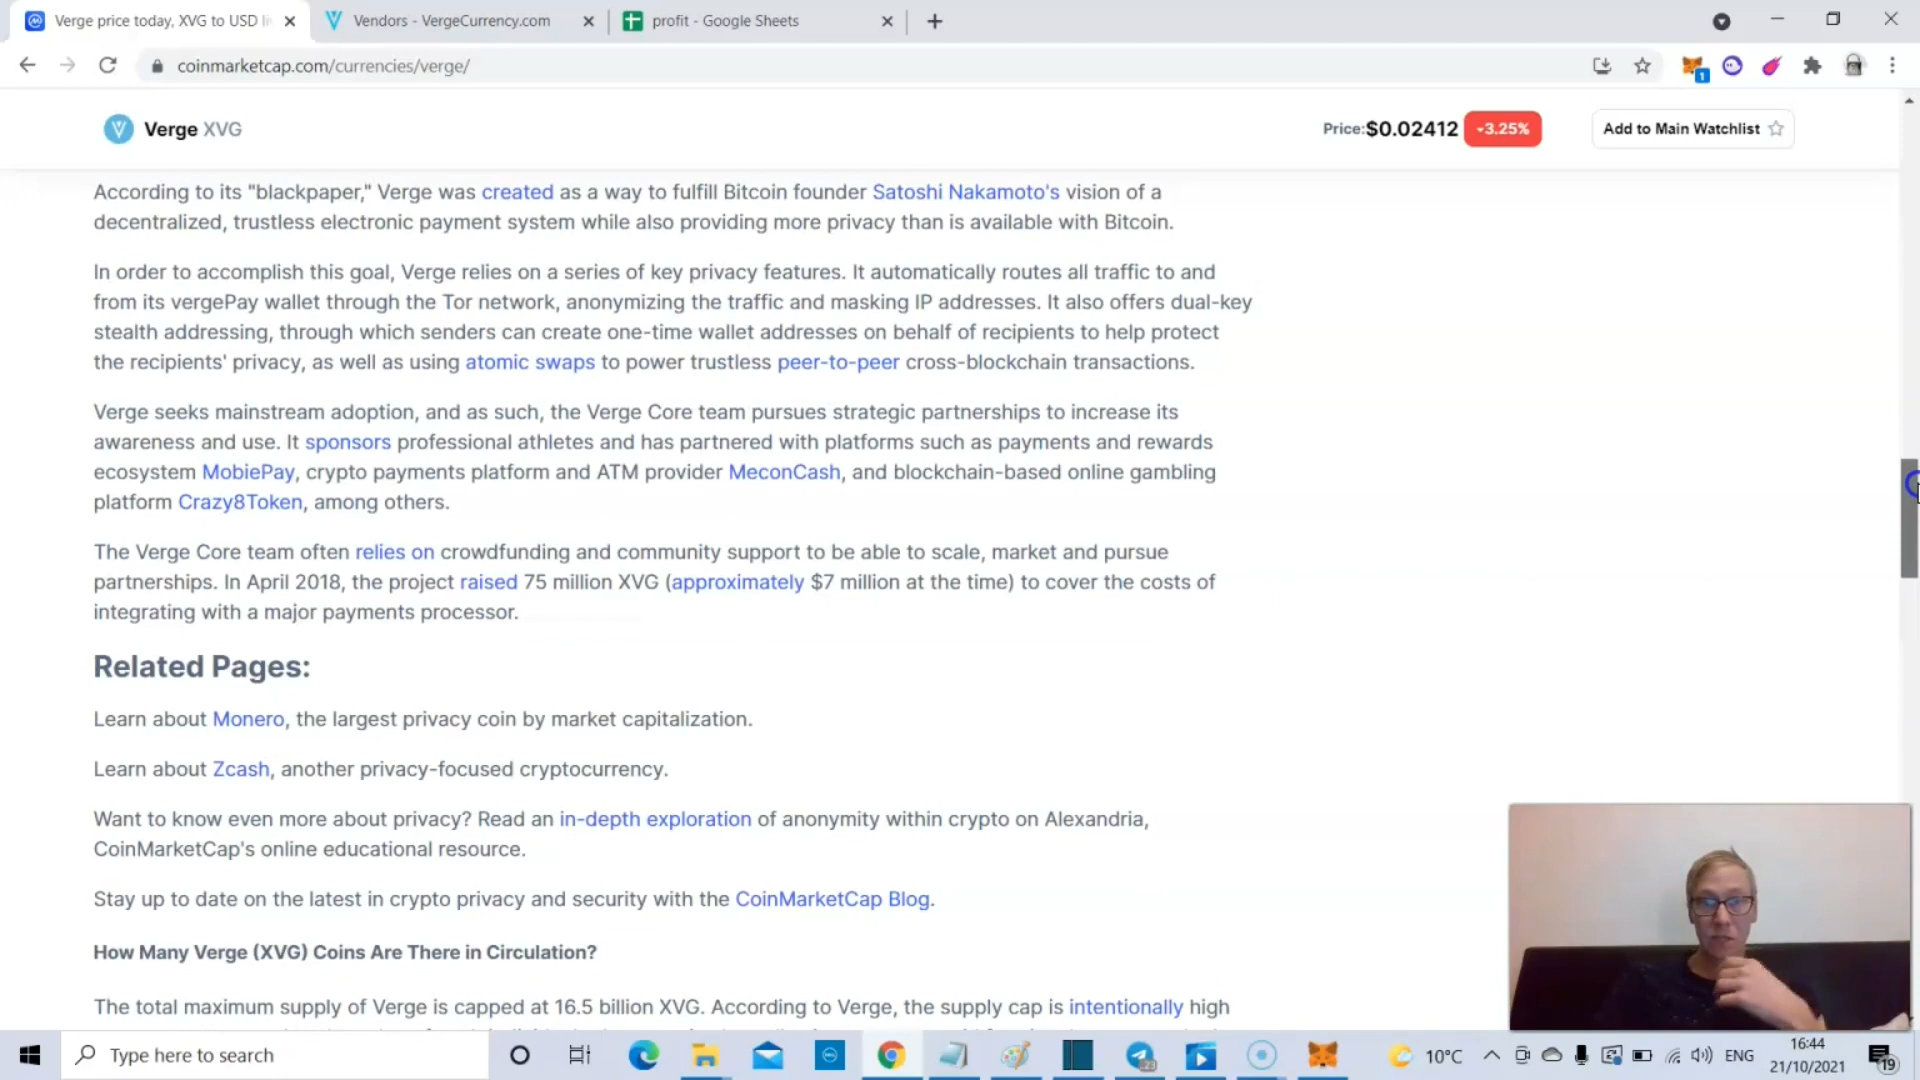 Verge price today, XVG to USD li
Vendors - VergeCurrency.com
profit - Google Sheets
coinmarketcap.com/currencies/verge/
1
Verge XVG
Price:$0.02412
-3.25%
Add to Main Watchlist
According to its "blackpaper," Verge was created as a way to fulfill Bitcoin founder Satoshi Nakamoto's vision of a
decentralized, trustless electronic payment system while also providing more privacy than is available with Bitcoin.
In order to accomplish this goal, Verge relies on a series of key privacy features. It automatically routes all traffic to and
from its vergePay wallet through the Tor network, anonymizing the traffic and masking IP addresses. It also offers dual-key
stealth addressing, through which senders can create one-time wallet addresses on behalf of recipients to help protect
the recipients' privacy, as well as using atomic swaps to power trustless peer-to-peer cross-blockchain transactions.
Verge seeks mainstream adoption, and as such, the Verge Core team pursues strategic partnerships to increase its
awareness and use. It sponsors professional athletes and has partnered with platforms such as payments and rewards
ecosystem MobiePay, crypto payments platform and ATM provider MeconCash, and blockchain-based online gambling
platform Crazy8Token, among others.
The Verge Core team often relies on crowdfunding and community support to be able to scale, market and pursue
partnerships. In April 2018, the project raised 75 million XVG (approximately $7 million at the time) to cover the costs of
integrating with a major payments processor.
Related Pages:
Learn about Monero, the largest privacy coin by market capitalization.
Learn about Zcash, another privacy-focused cryptocurrency.
Want to know even more about privacy? Read an in-depth exploration of anonymity within crypto on Alexandria,
CoinMarketCap's online educational resource.
Stay up to date on the latest in crypto privacy and security with the CoinMarketCap Blog.
How Many Verge (XVG) Coins Are There in Circulation?
The total maximum supply of Verge is capped at 16.5 billion XVG. According to Verge, the supply cap is intentionally high
Type here to search
10°C
ENG
16:44
21/10/2021
19